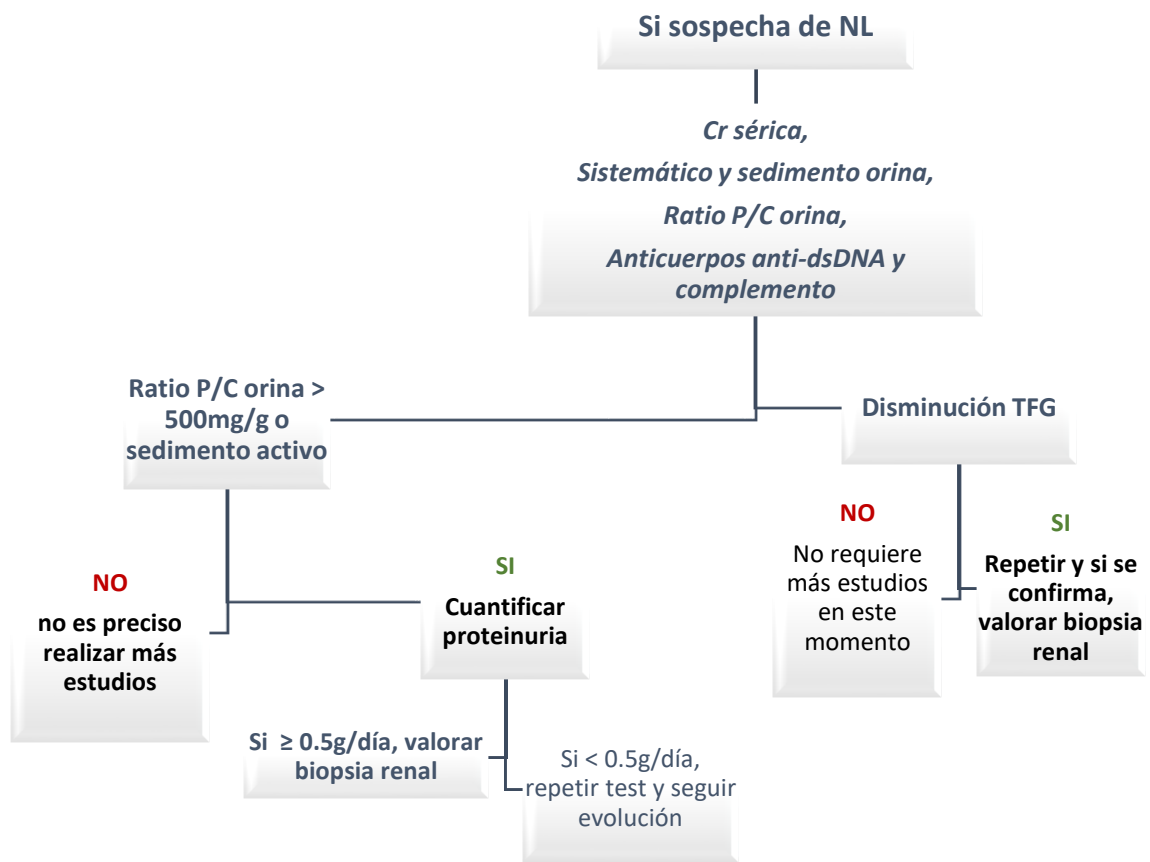 Si sospecha de NL
Cr sérica,
Sistemático y sedimento orina,
Ratio P/C orina,
Anticuerpos anti-dsDNA y
complemento
Ratio P/C orina >
500mg/g o
sedimento activo
Disminución TFG
NO
no es preciso
realizar más
estudios
SI
Cuantificar
proteinuria
NO
No requiere
más estudios
en este
momento
SI
Repetir y si se
confirma,
valorar biopsia
renal
Si ≥ 0.5g/día, valorar
biopsia renal
Si < 0.5g/día,
repetir test y seguir
evolución